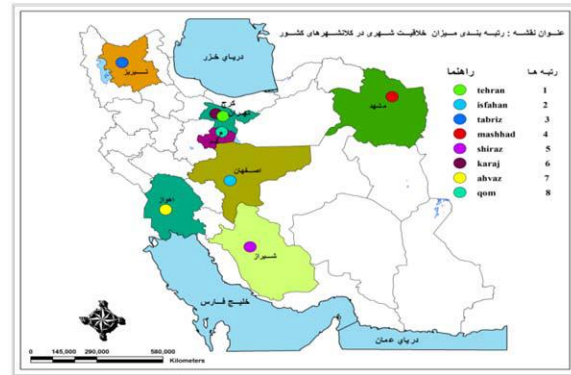 عنوان نقشه : رتبه بندی میزان خلاقیت شهری در کلانشهرهای کشور
دریای خزر
تبریز
کرج
تهران
قم
مشهد
اصفهان
اهواز
شیراز
خلیج فارس
دریای عمان
راهنما رتبه ها
tehran 1
isfahan 2
tabriz 3
mashhad 4
shiraz 5
karaj 6
ahvaz 7
qom 8
0 145,000 290,000 580,000
Kilometers